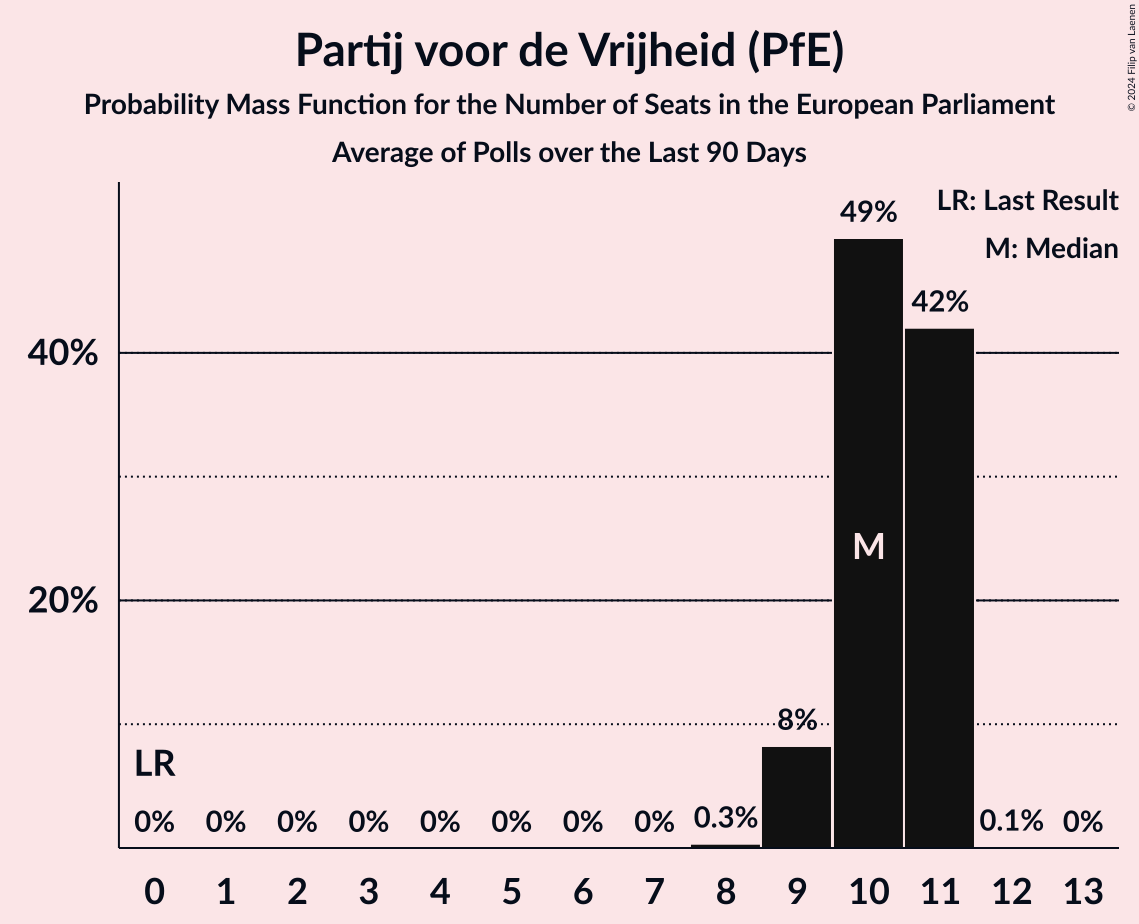 Partij voor de Vrijheid (PfE)
Probability Mass Function for the Number of Seats in the European Parliament
Average of Polls over the Last 90 Days
© 2024 Filip van Laenen
LR: Last Result
M: Median
49%
42%
40%
M
20%
8%
LR
0% 0% 0% 0% 0% 0% 0% 0% 0.3% 0.1% 0%
0 1 2 3 4 5 6 7 8 9 10 11 12 13